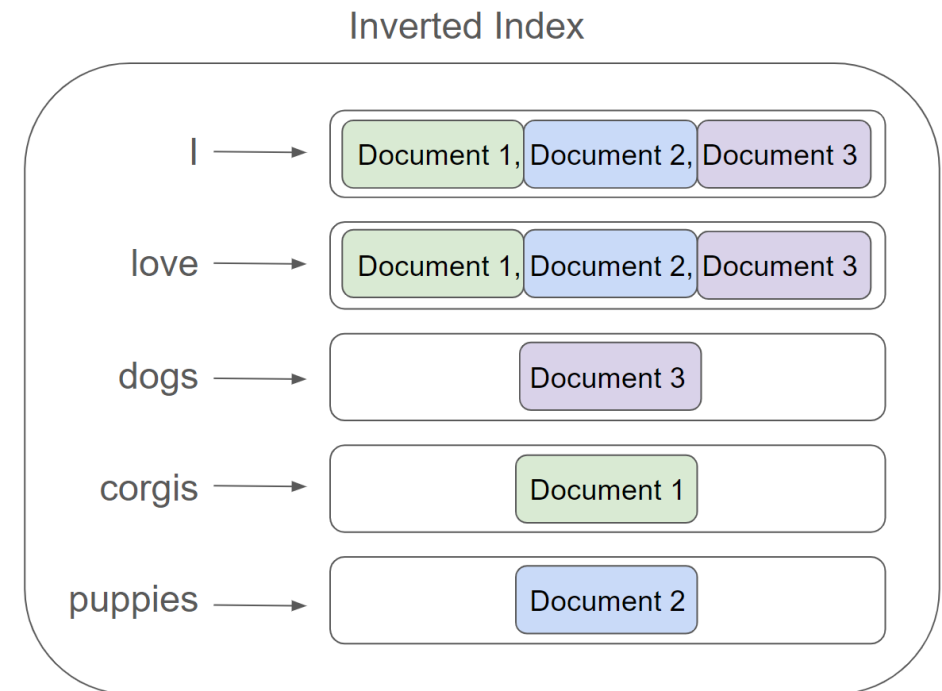 Inverted Index
I Document 1, Document 2, Document 3
love Document 1, Document 2, Document 3
dogs Document 3
corgis Document 1
puppies Document 2